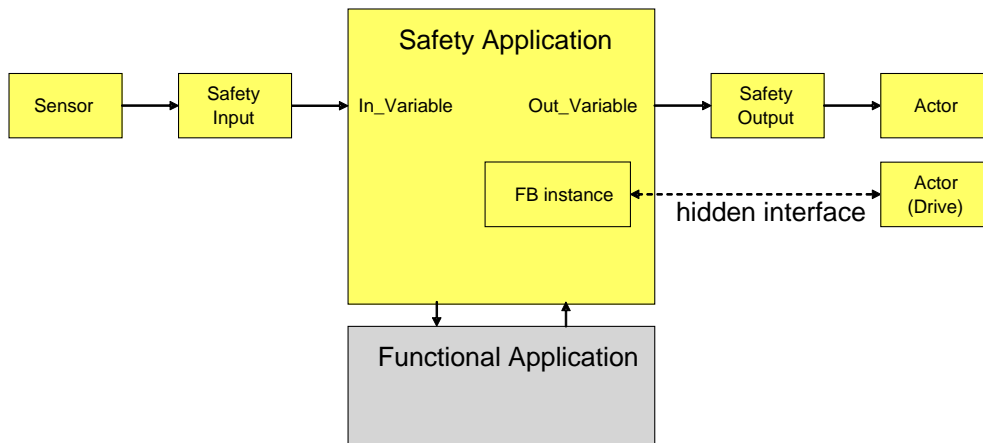 Safety Application
Sensor
Safety
Input
In_Variable
Out_Variable
Safety
Output
Actor
FB instance
hidden interface
Actor
(Drive)
Functional Application